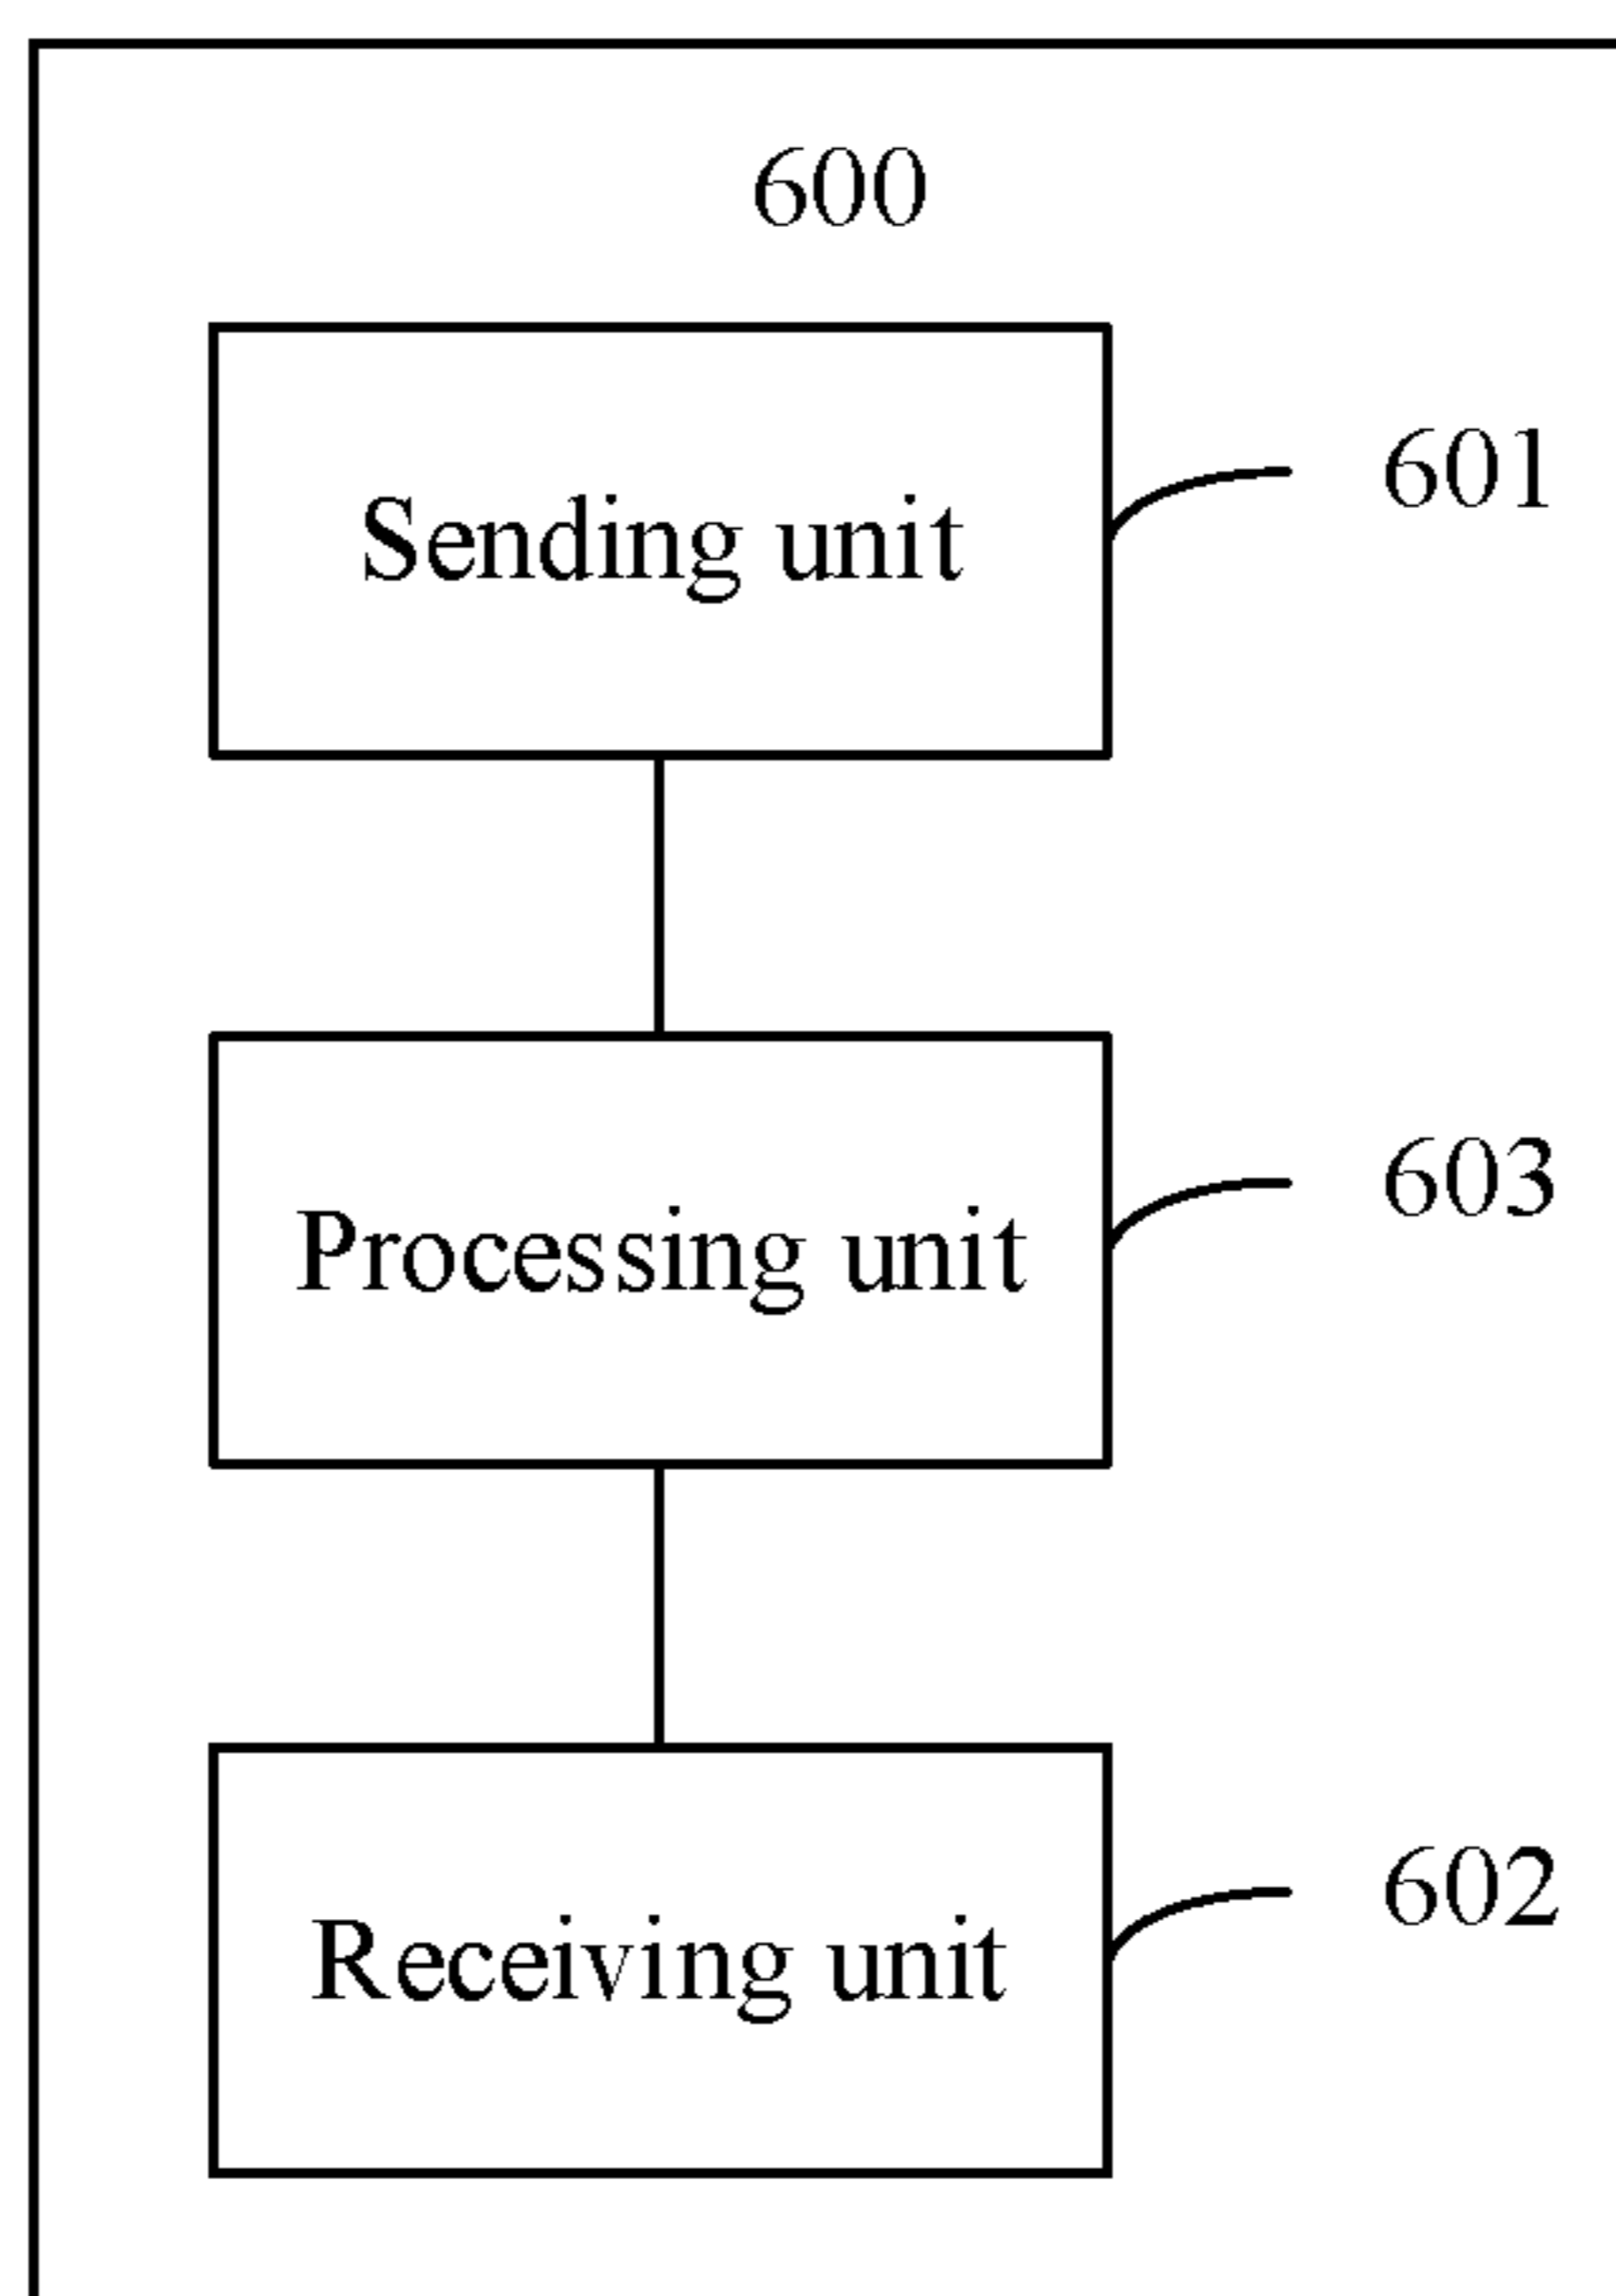 600
Sending unit
601
Processing unit
603
Receiving unit
602